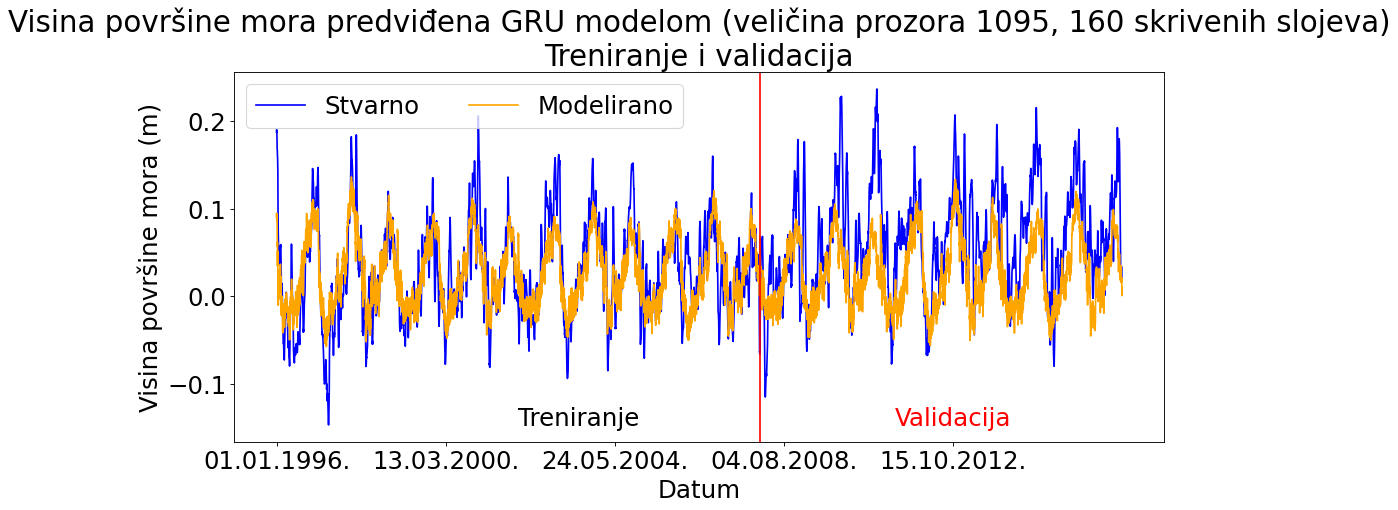 Visina površine mora predviđena GRU modelom (veličina prozora 1095, 160 skrivenih slojeva)
Treniranje i validacija
Stvarno
Modelirano
Visina površine mora (m)
0.2
0.1
0.0
−0.1
Treniranje
Validacija
01.01.1996.
13.03.2000.
24.05.2004.
04.08.2008.
15.10.2012.
Datum